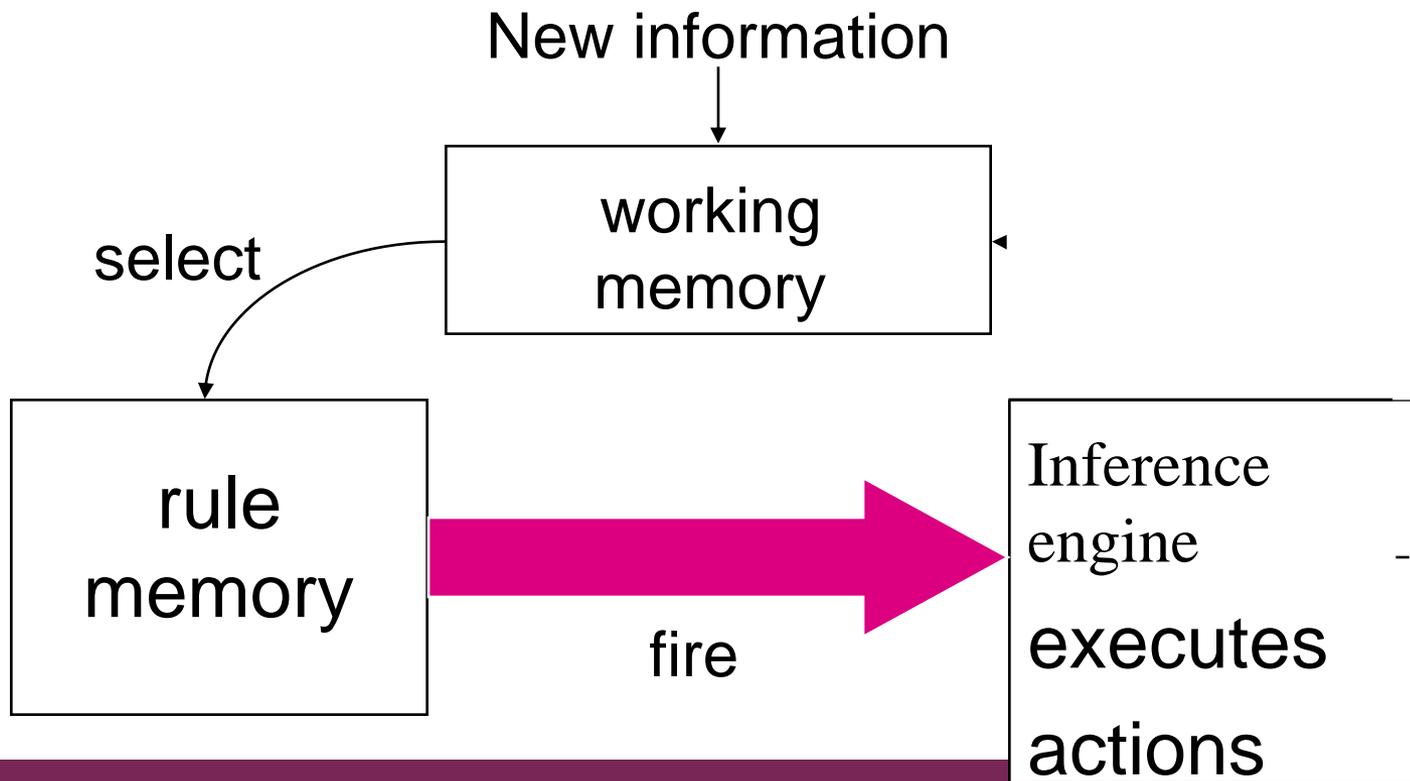 New information
working
memory
select
rule
memory
fire
Inference
engine
executes
actions